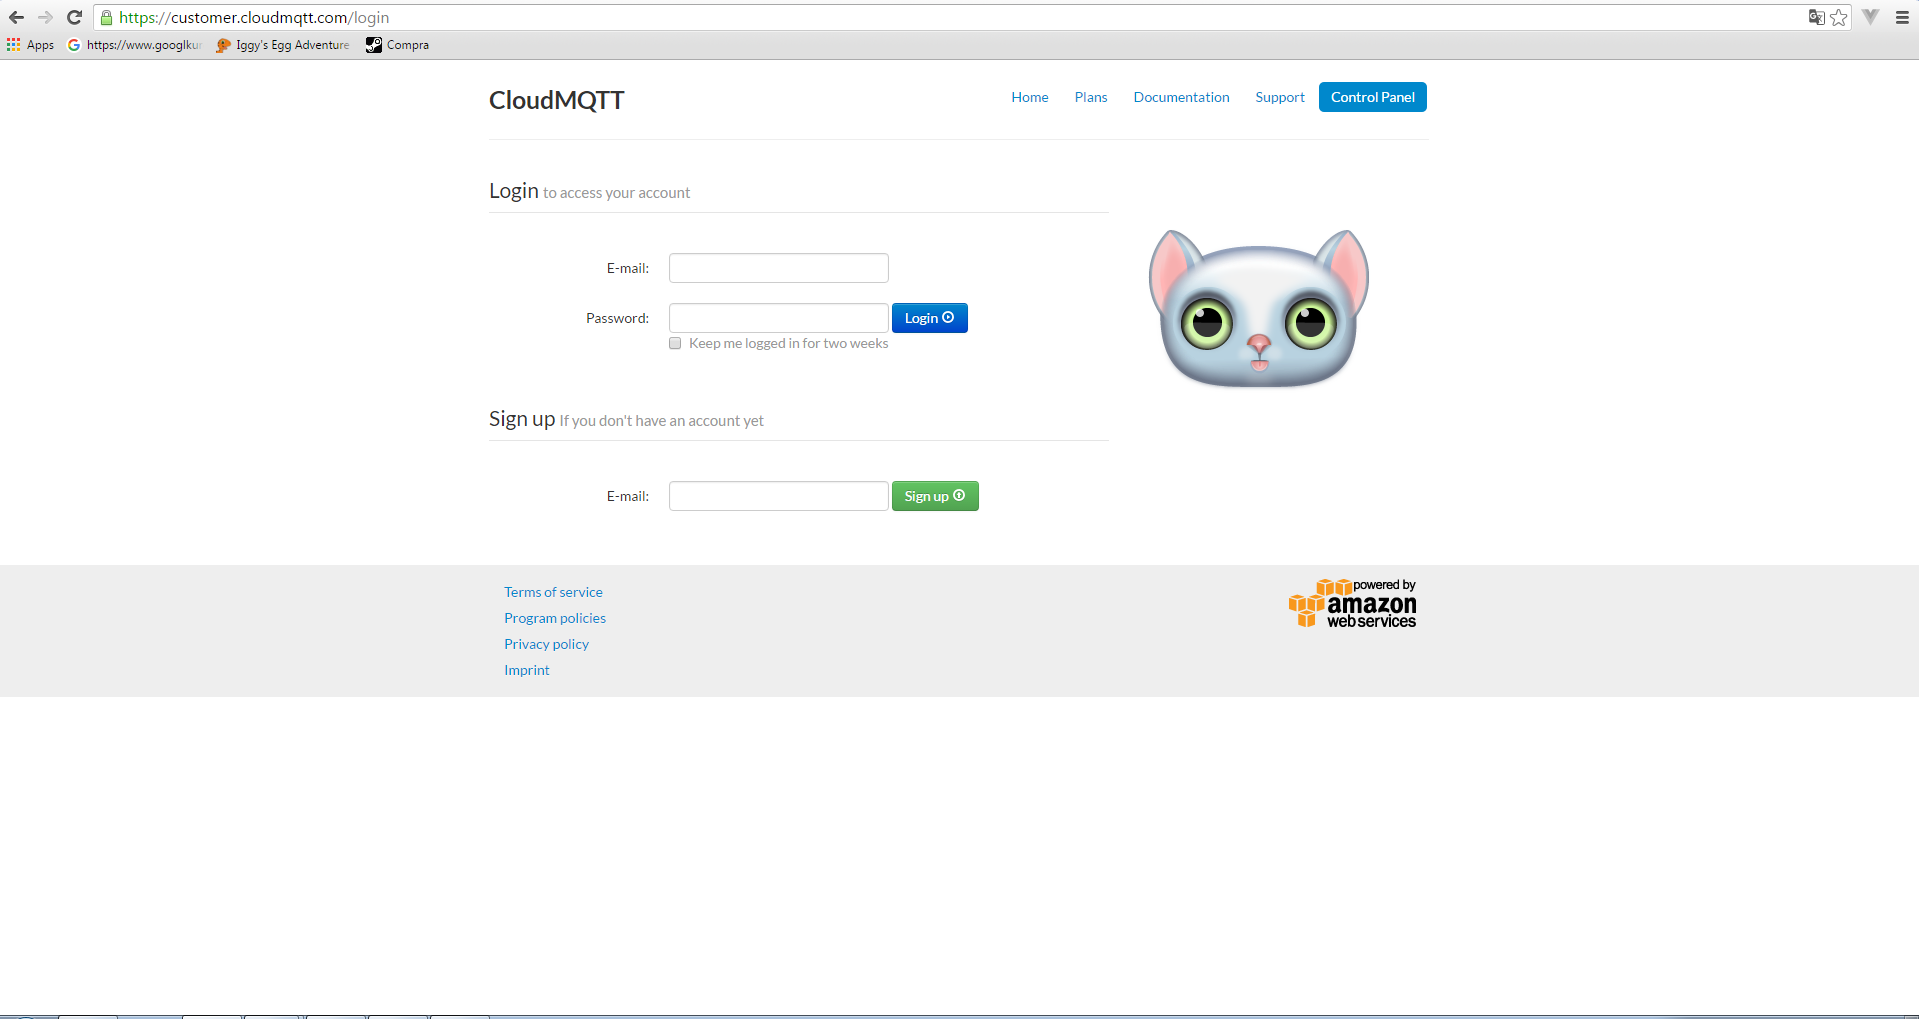 https://customer.cloudmqtt.com/login
Apps https://www.googlkur Iggy's Egg Adventure Compra
CloudMQTT Home Plans Documentation Support Control Panel
Login to access your account
E-mail:
Password: Login
Keep me logged in for two weeks
Sign up If you don't have an account yet
E-mail: Sign up
Terms of service
Program policies
Privacy policy
Imprint
powered by
amazon
web services